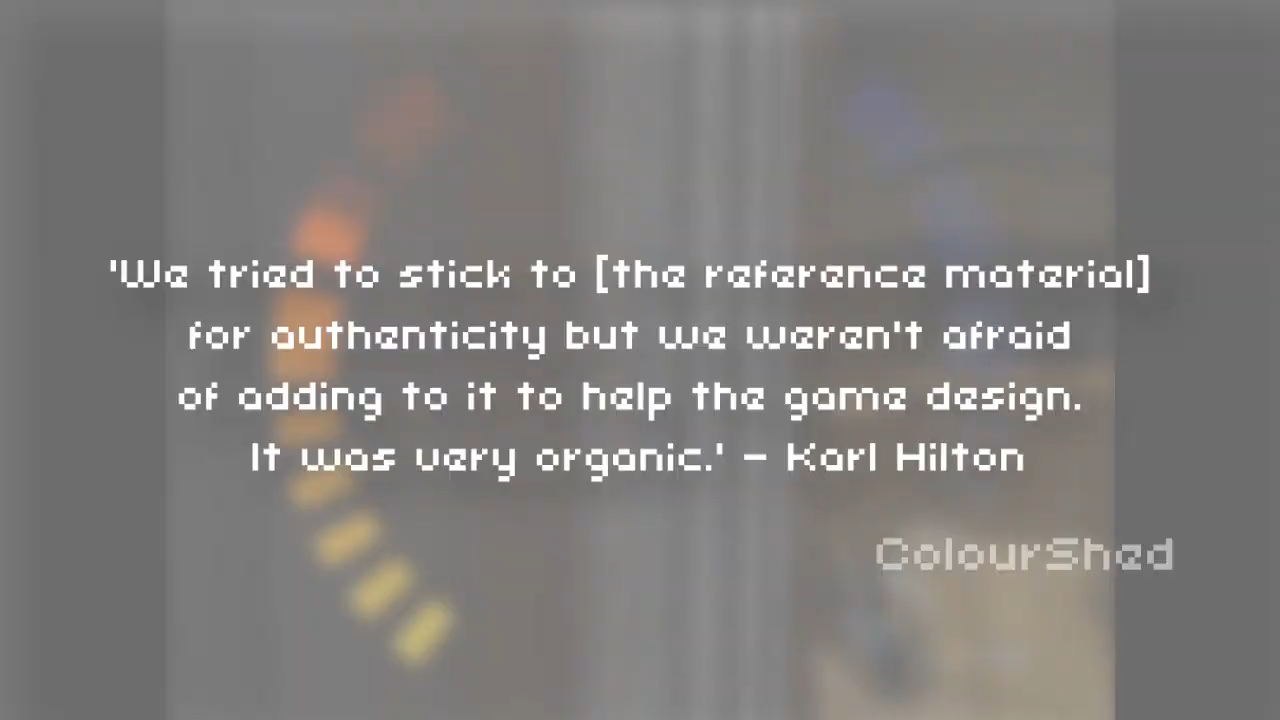 'We tried to stick to [the reference material]
for authenticity but we weren't afraid
of adding to it to help the game design.
It was very organic.' - Karl Hilton
ColourShed